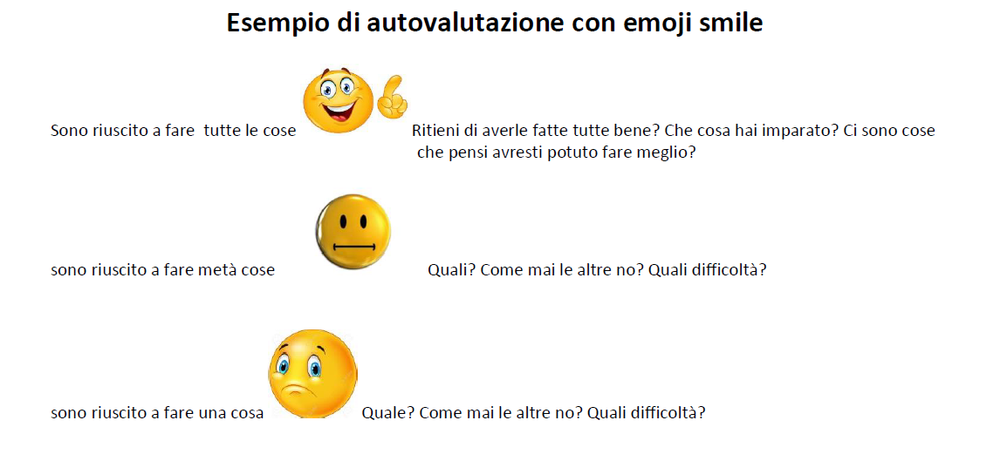 Esempio di autovalutazione con emoji smile
Sono riuscito a fare  tutte le cose Ritieni di averle fatte tutte bene? Che cosa hai imparato? Ci sono cose
che pensi avresti potuto fare meglio?
sono riuscito a fare metà cose Quali? Come mai le altre no? Quali difficoltà?
sono riuscito a fare una cosa Quale? Come mai le altre no? Quali difficoltà?